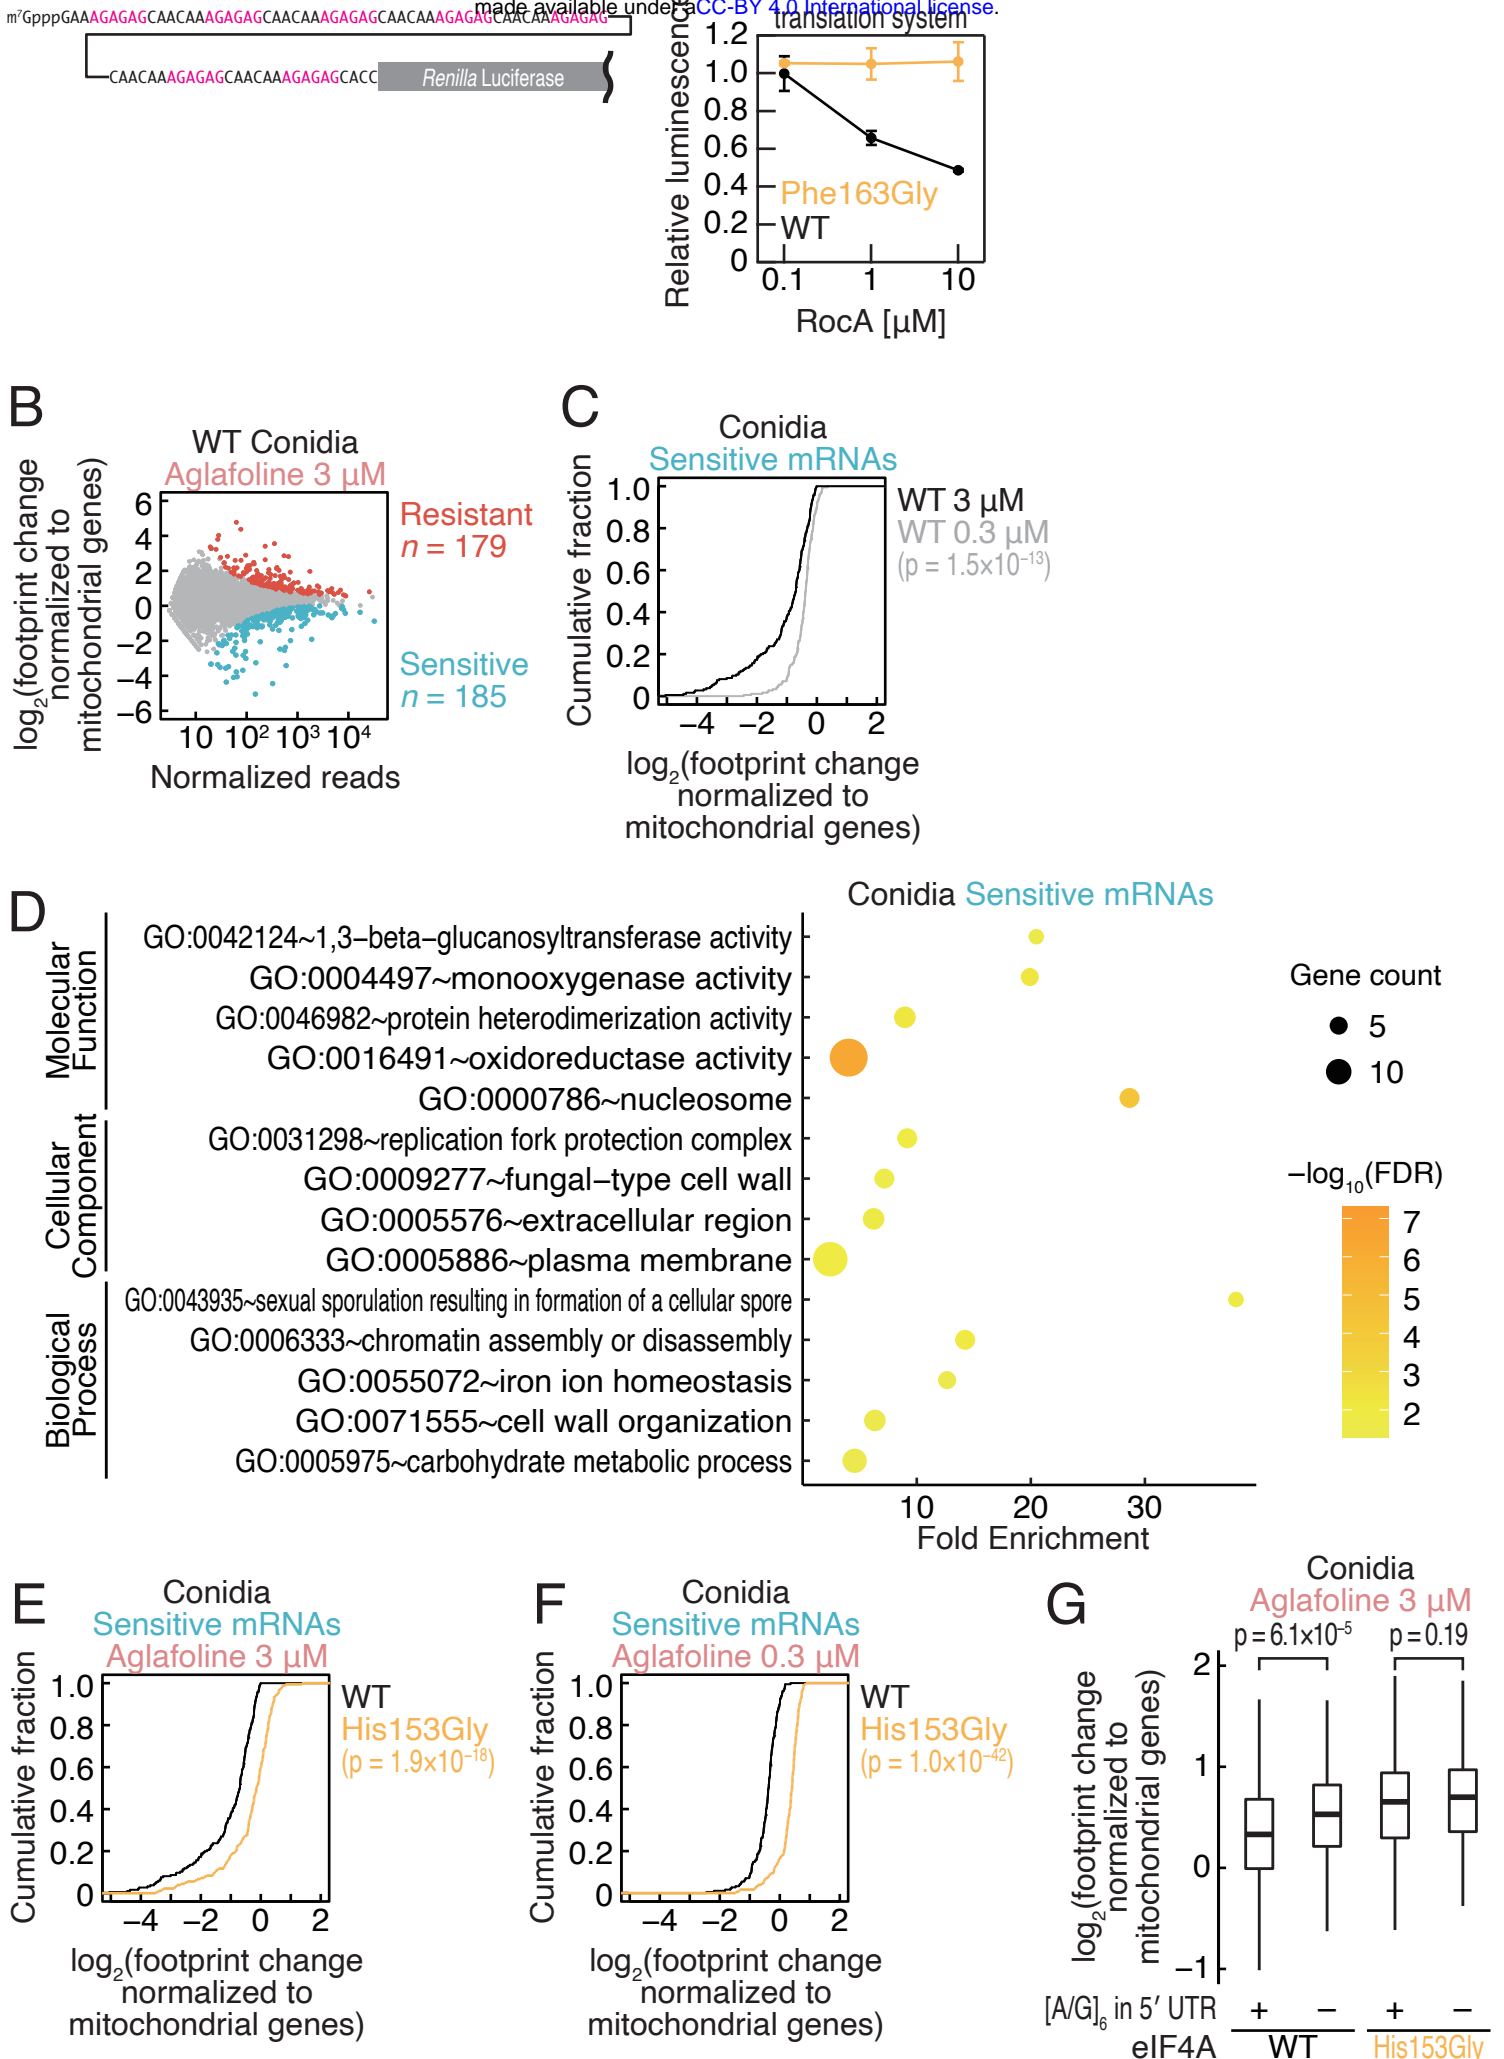 made available under aCC-BY 4.0 International license.
m⁷GpppGAAAGAGAGCAACAAAGAGAGCAACAAAGAGAGCAACAAAGAGAGCAACAAAGAGAG
CAACAAAGAGAGCAACAAAGAGAGCACC
Renilla Luciferase
translation system
Relative luminescence
1.2
1.0
0.8
0.6
0.4
0.2
0
Phe163Gly
WT
0.1 1 10
RocA [μM]
B
WT Conidia
Aglafoline 3 μM
log₂(footprint change
normalized to
mitochondrial genes)
6
4
2
0
−2
−4
−6
Resistant
n = 179
Sensitive
n = 185
10 10² 10³ 10⁴
Normalized reads
C
Conidia
Sensitive mRNAs
Cumulative fraction
1.0
0.8
0.6
0.4
0.2
0
WT 3 μM
WT 0.3 μM
(p = 1.5×10⁻¹³)
−4 −2 0 2
log₂(footprint change
normalized to
mitochondrial genes)
D
Conidia Sensitive mRNAs
Molecular
Function
GO:0042124~1,3−beta−glucanosyltransferase activity
GO:0004497~monooxygenase activity
GO:0046982~protein heterodimerization activity
GO:0016491~oxidoreductase activity
GO:0000786~nucleosome
Cellular
Component
GO:0031298~replication fork protection complex
GO:0009277~fungal−type cell wall
GO:0005576~extracellular region
GO:0005886~plasma membrane
Biological
Process
GO:0043935~sexual sporulation resulting in formation of a cellular spore
GO:0006333~chromatin assembly or disassembly
GO:0055072~iron ion homeostasis
GO:0071555~cell wall organization
GO:0005975~carbohydrate metabolic process
10 20 30
Fold Enrichment
Gene count
5
10
−log₁₀(FDR)
7
6
5
4
3
2
E
Conidia
Sensitive mRNAs
Aglafoline 3 μM
Cumulative fraction
1.0
0.8
0.6
0.4
0.2
0
WT
His153Gly
(p = 1.9×10⁻¹⁸)
−4 −2 0 2
log₂(footprint change
normalized to
mitochondrial genes)
F
Conidia
Sensitive mRNAs
Aglafoline 0.3 μM
Cumulative fraction
1.0
0.8
0.6
0.4
0.2
0
WT
His153Gly
(p = 1.0×10⁻⁴²)
−4 −2 0 2
log₂(footprint change
normalized to
mitochondrial genes)
G
Conidia
Aglafoline 3 μM
p = 6.1×10⁻⁵ p = 0.19
log₂(footprint change
normalized to
mitochondrial genes)
2
1
0
−1
[A/G]₆ in 5′ UTR + − + −
eIF4A WT His153Gly